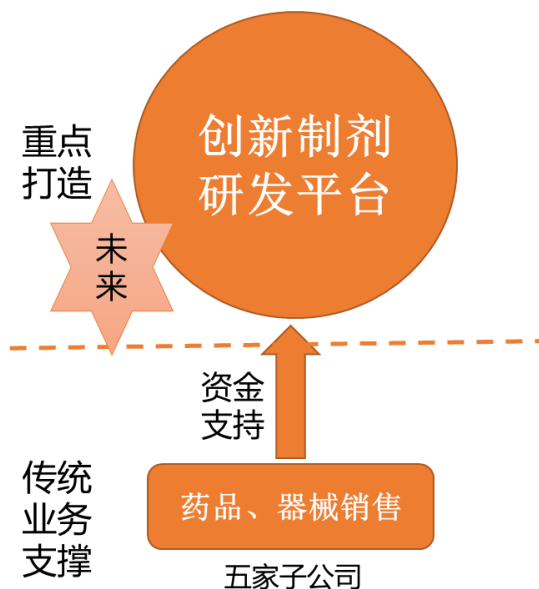 创新制剂
研发平台
重点
打造
未
来
资金
支持
传统
业务
支撑
药品、器械销售
五家子公司